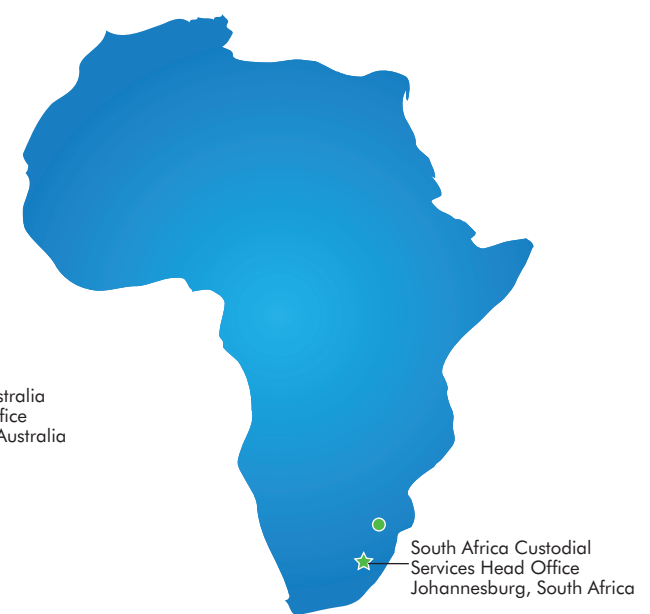 stralia
fice
Australia
South Africa Custodial
Services Head Office
Johannesburg, South Africa